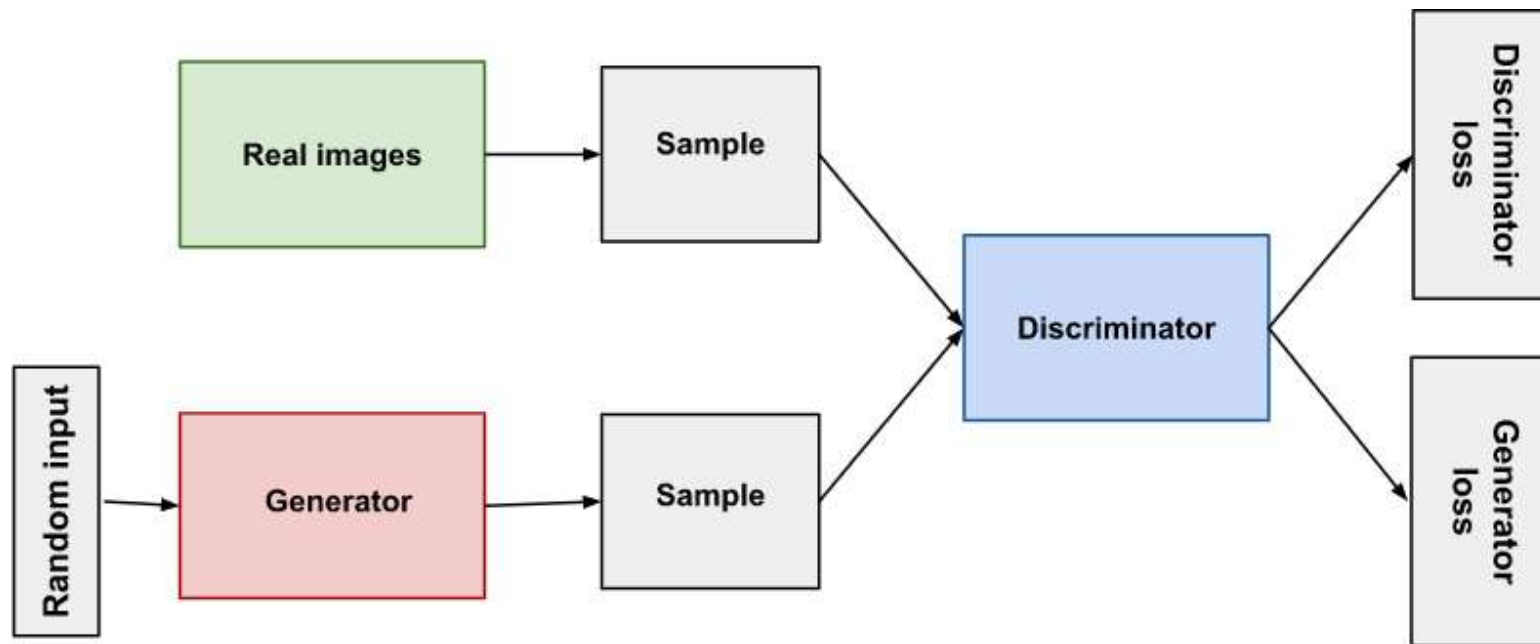 Real images
Sample
Discriminator
loss
Discriminator
Random input
Generator
Sample
Generator
loss